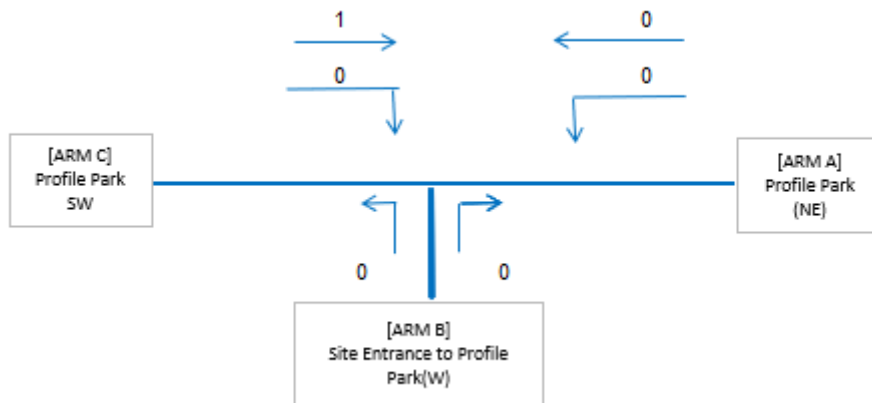 1
0
0
0
[ARM C]
Profile Park
SW
[ARM A]
Profile Park
(NE)
0
0
[ARM B]
Site Entrance to Profile
Park(W)